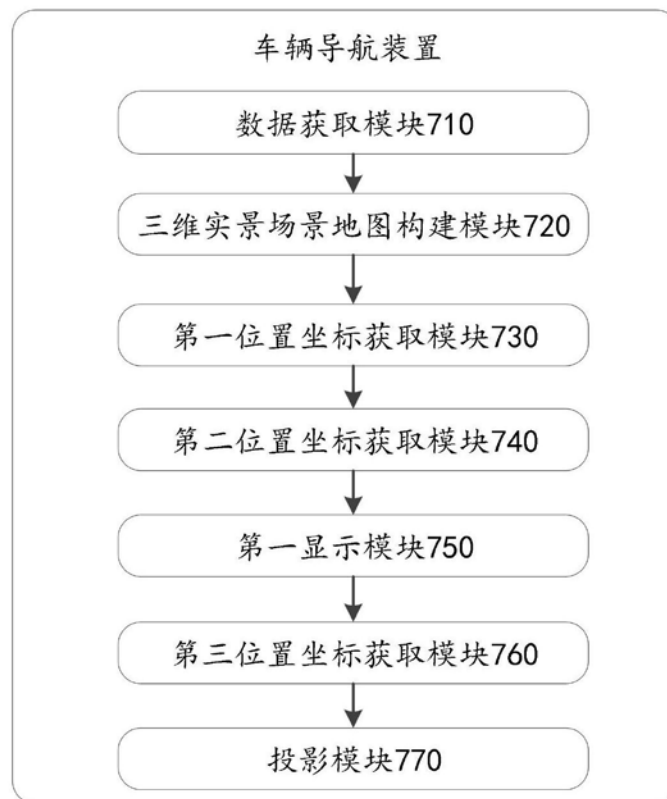 车辆导航装置
数据获取模块710
三维实景场景地图构建模块720
第一位置坐标获取模块730
第二位置坐标获取模块740
第一显示模块750
第三位置坐标获取模块760
投影模块770